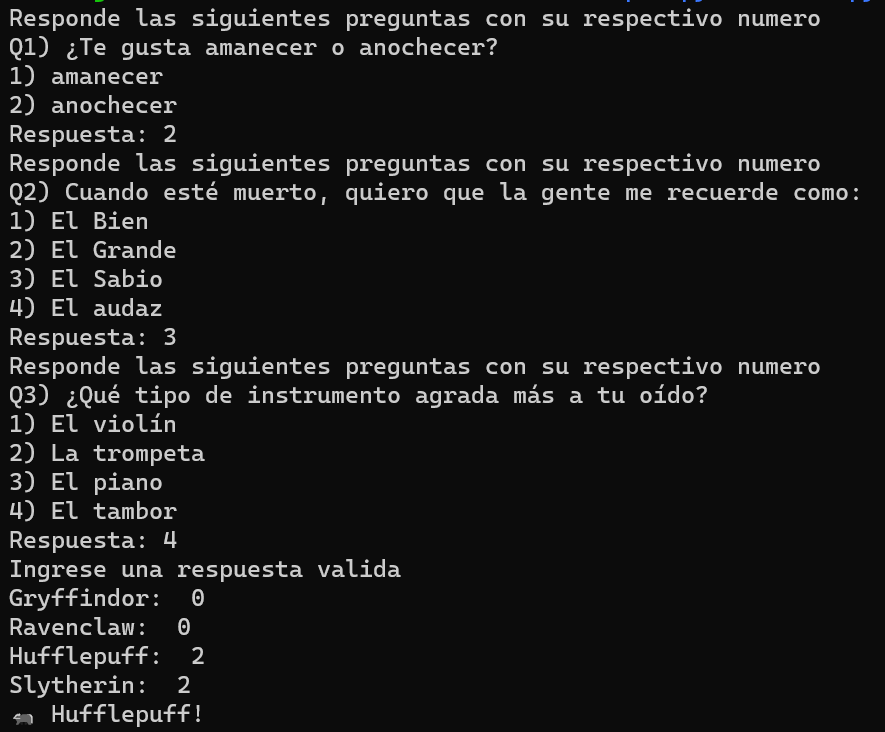 Responde las siguientes preguntas con su respectivo numero
Q1) ¿Te gusta amanecer o anochecer?
1) amanecer
2) anochecer
Respuesta: 2
Responde las siguientes preguntas con su respectivo numero
Q2) Cuando esté muerto, quiero que la gente me recuerde como:
1) El Bien
2) El Grande
3) El Sabio
4) El audaz
Respuesta: 3
Responde las siguientes preguntas con su respectivo numero
Q3) ¿Qué tipo de instrumento agrada más a tu oído?
1) El violín
2) La trompeta
3) El piano
4) El tambor
Respuesta: 4
Ingrese una respuesta valida
Gryffindor:  0
Ravenclaw:  0
Hufflepuff:  2
Slytherin:  2
🦡 Hufflepuff!